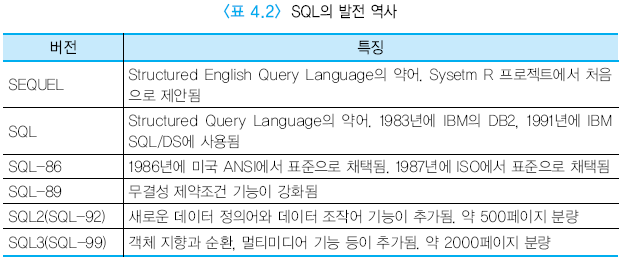 〈표 4.2〉 SQL의 발전 역사
버전 특징
SEQUEL Structured English Query Language의 약어. Sysetm R 프로젝트에서 처음
으로 제안됨
SQL Structured Query Language의 약어. 1983년에 IBM의 DB2, 1991년에 IBM
SQL/DS에 사용됨
SQL-86 1986년에 미국 ANSI에서 표준으로 채택됨. 1987년에 ISO에서 표준으로 채택됨
SQL-89 무결성 제약조건 기능이 강화됨
SQL2(SQL-92) 새로운 데이터 정의어와 데이터 조작어 기능이 추가됨. 약 500페이지 분량
SQL3(SQL-99) 객체 지향과 순환, 멀티미디어 기능 등이 추가됨. 약 2000페이지 분량